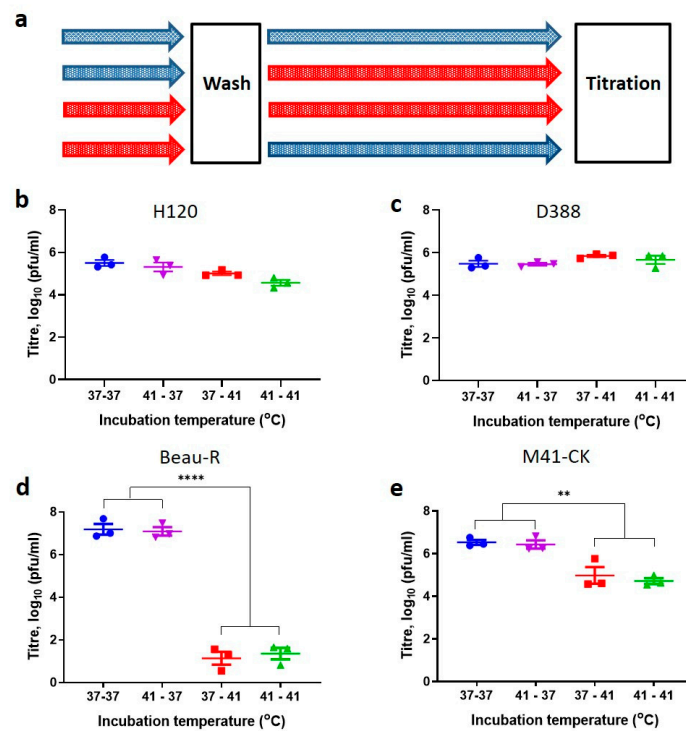 a
Wash
Titration
b
H120
Titre, log10 (pfu/ml)
8
6
4
2
0
37-37
41 - 37
37 - 41
41 - 41
Incubation temperature (oC)
c
D388
Titre, log10 (pfu/ml)
8
6
4
2
0
37-37
41 - 37
37 - 41
41 - 41
Incubation temperature (oC)
d
Beau-R
****
Titre, log10 (pfu/ml)
8
6
4
2
0
37-37
41 - 37
37 - 41
41 - 41
Incubation temperature (oC)
e
M41-CK
**
Titre, log10 (pfu/ml)
8
6
4
2
0
37-37
41 - 37
37 - 41
41 - 41
Incubation temperature (oC)